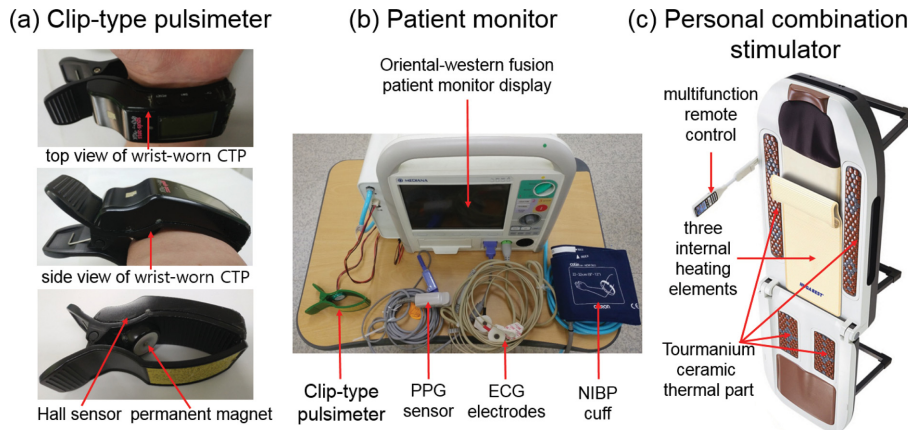 (a) Clip-type pulsimeter
top view of wrist-worn CTP
side view of wrist-worn CTP
Hall sensor permanent magnet
(b) Patient monitor
Oriental-western fusion
patient monitor display
MEDIANA
Clip-type
pulsimeter
PPG
sensor
ECG
electrodes
NIBP
cuff
(c) Personal combination
stimulator
multifunction
remote
control
three
internal
heating
elements
Tourmanium
ceramic
thermal part